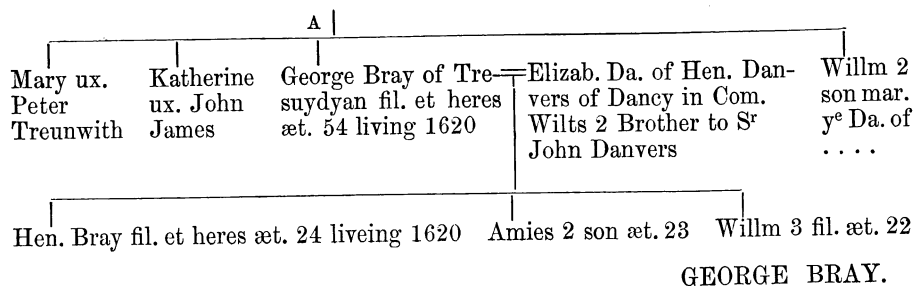 A
Mary ux.
Peter
Treunwith
Katherine
ux. John
James
George Bray of Tre-
suydyan fil. et heres
æt. 54 living 1620
Elizab. Da. of Hen. Dan-
vers of Dancy in Com.
Wilts 2 Brother to Sʳ
John Danvers
Willm 2
son mar.
yᵉ Da. of
. . . .
Hen. Bray fil. et heres æt. 24 liveing 1620
Amies 2 son æt. 23
Willm 3 fil. æt. 22
GEORGE BRAY.